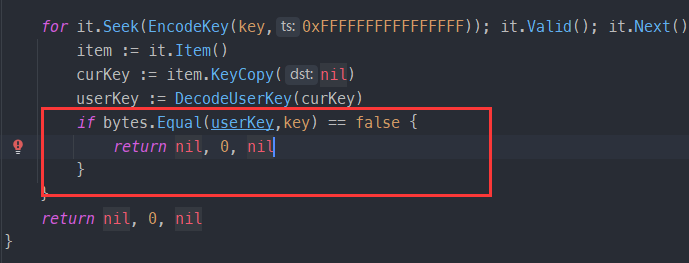 for it.Seek(EncodeKey(key, ts: 0xFFFFFFFFFFFFFFFF)); it.Valid(); it.Next()
item := it.Item()
curKey := item.KeyCopy( dst: nil)
userKey := DecodeUserKey(curKey)
if bytes.Equal(userKey,key) == false {
return nil, 0, nil
}
}
return nil, 0, nil
}